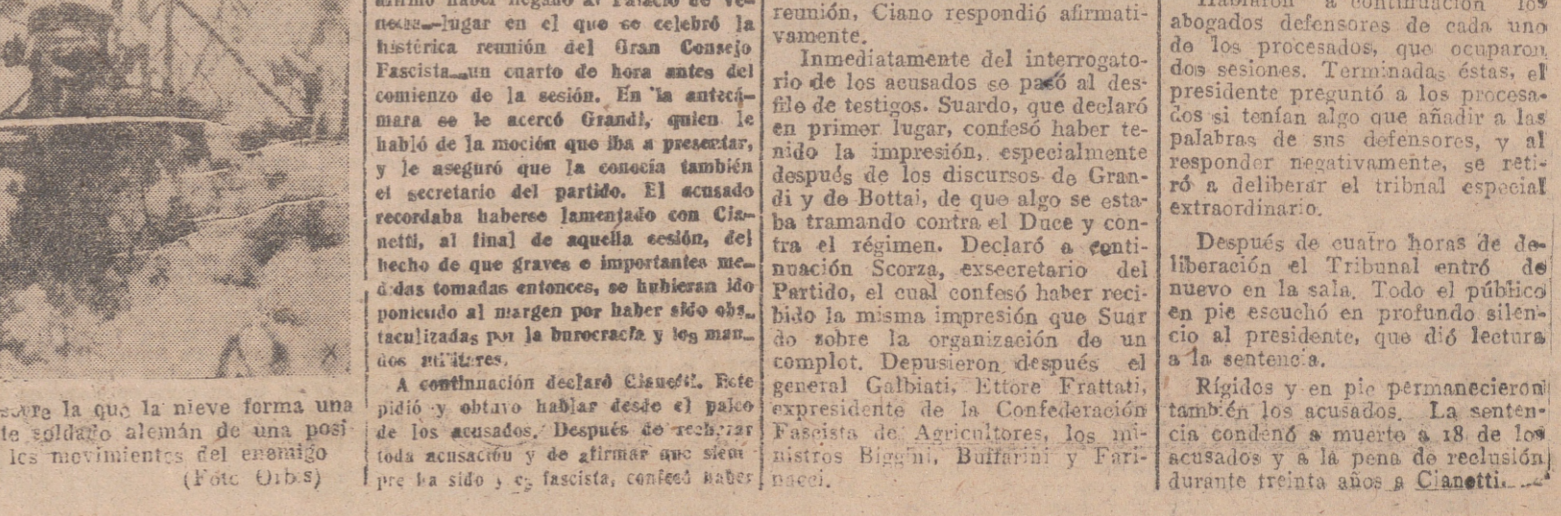 sobre la que la nieve forma una
te soldado alemán de una posi-
los movimientos del enemigo
(Foto Orbis)
mismo haber llegado al Palacio de Ve-
necia—lugar en el que se celebró la
histérica reunión del Gran Consejo
Fascista—un cuarto de hora antes del
comienzo de la sesión. En la antecá-
mara se le acercó Grandi, quien le
habló de la moción que iba a presentar,
y le aseguró que la conocía también
el secretario del partido. El acusado
recordaba haberse lamentado con Cia-
netti, al final de aquella sesión, del
hecho de que graves e importantes me-
didas tomadas entonces, se hubieran ido
poniendo al margen por haber sido obs-
taculizadas por la burocracia y los man-
dos militares.
A continuación declaró Cianetti. Este
pidió y obtuvo hablar desde el palco
de los acusados. Después de rechazar
toda acusación y de afirmar que siem
pre ha sido y es fascista, confesó haber
reunión, Ciano respondió afirmati-
vamente.
Inmediatamente del interrogato-
rio de los acusados se pasó al des-
file de testigos. Suardo, que declaró
en primer lugar, confesó haber te-
nido la impresión, especialmente
después de los discursos de Gran-
di y de Bottai, de que algo se esta-
ba tramando contra el Duce y con-
tra el régimen. Declaró a conti-
nuación Scorza, exsecretario del
Partido, el cual confesó haber reci-
bido la misma impresión que Suar
do sobre la organización de un
complot. Depusieron después el
general Galbiati, Ettore Frattati,
expresidente de la Confederación
Fascista de Agricultores, los mi-
nistros Biggini, Buffarini y Fari-
nacci.
Hablaron a continuación los
abogados defensores de cada uno
de los procesados, que ocuparon
dos sesiones. Terminadas éstas, el
presidente preguntó a los procesa-
dos si tenían algo que añadir a las
palabras de sus defensores, y al
responder negativamente, se reti-
ró a deliberar el tribnal especial
extraordinario.
Después de cuatro horas de de-
liberación el Tribunal entró de
nuevo en la sala. Todo el público
en pie escuchó en profundo silen-
cio al presidente, que dió lectura
a la sentencia.
Rígidos y en pie permanecieron
también los acusados. La senten-
cia condenó a muerte a 18 de los
acusados y a la pena de reclusión
durante treinta años a Cianetti.—